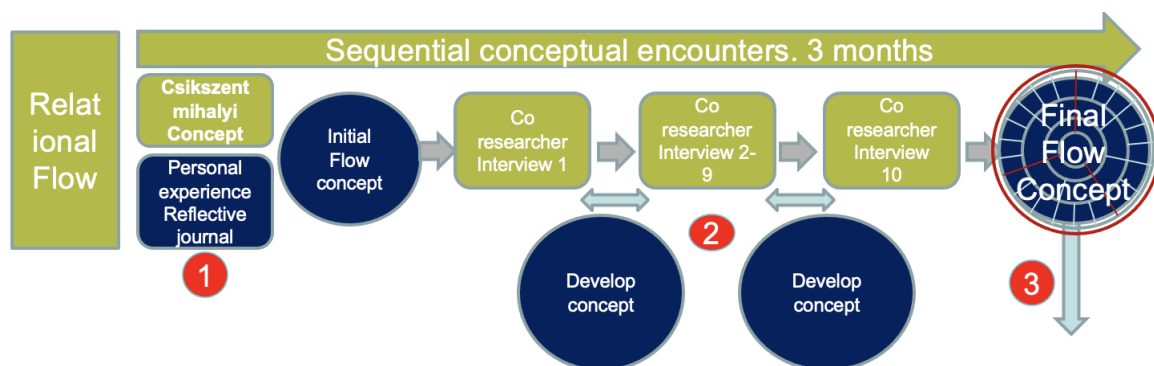 Sequential conceptual encounters. 3 months
Relat
ional
Flow
Csikszent
mihalyi
Concept
Personal
experience
Reflective
journal
1
Initial
Flow
concept
Co
researcher
Interview 1
Co
researcher
Interview 2-
9
Co
researcher
Interview
10
Final
Flow
Concept
Develop
concept
2
Develop
concept
3